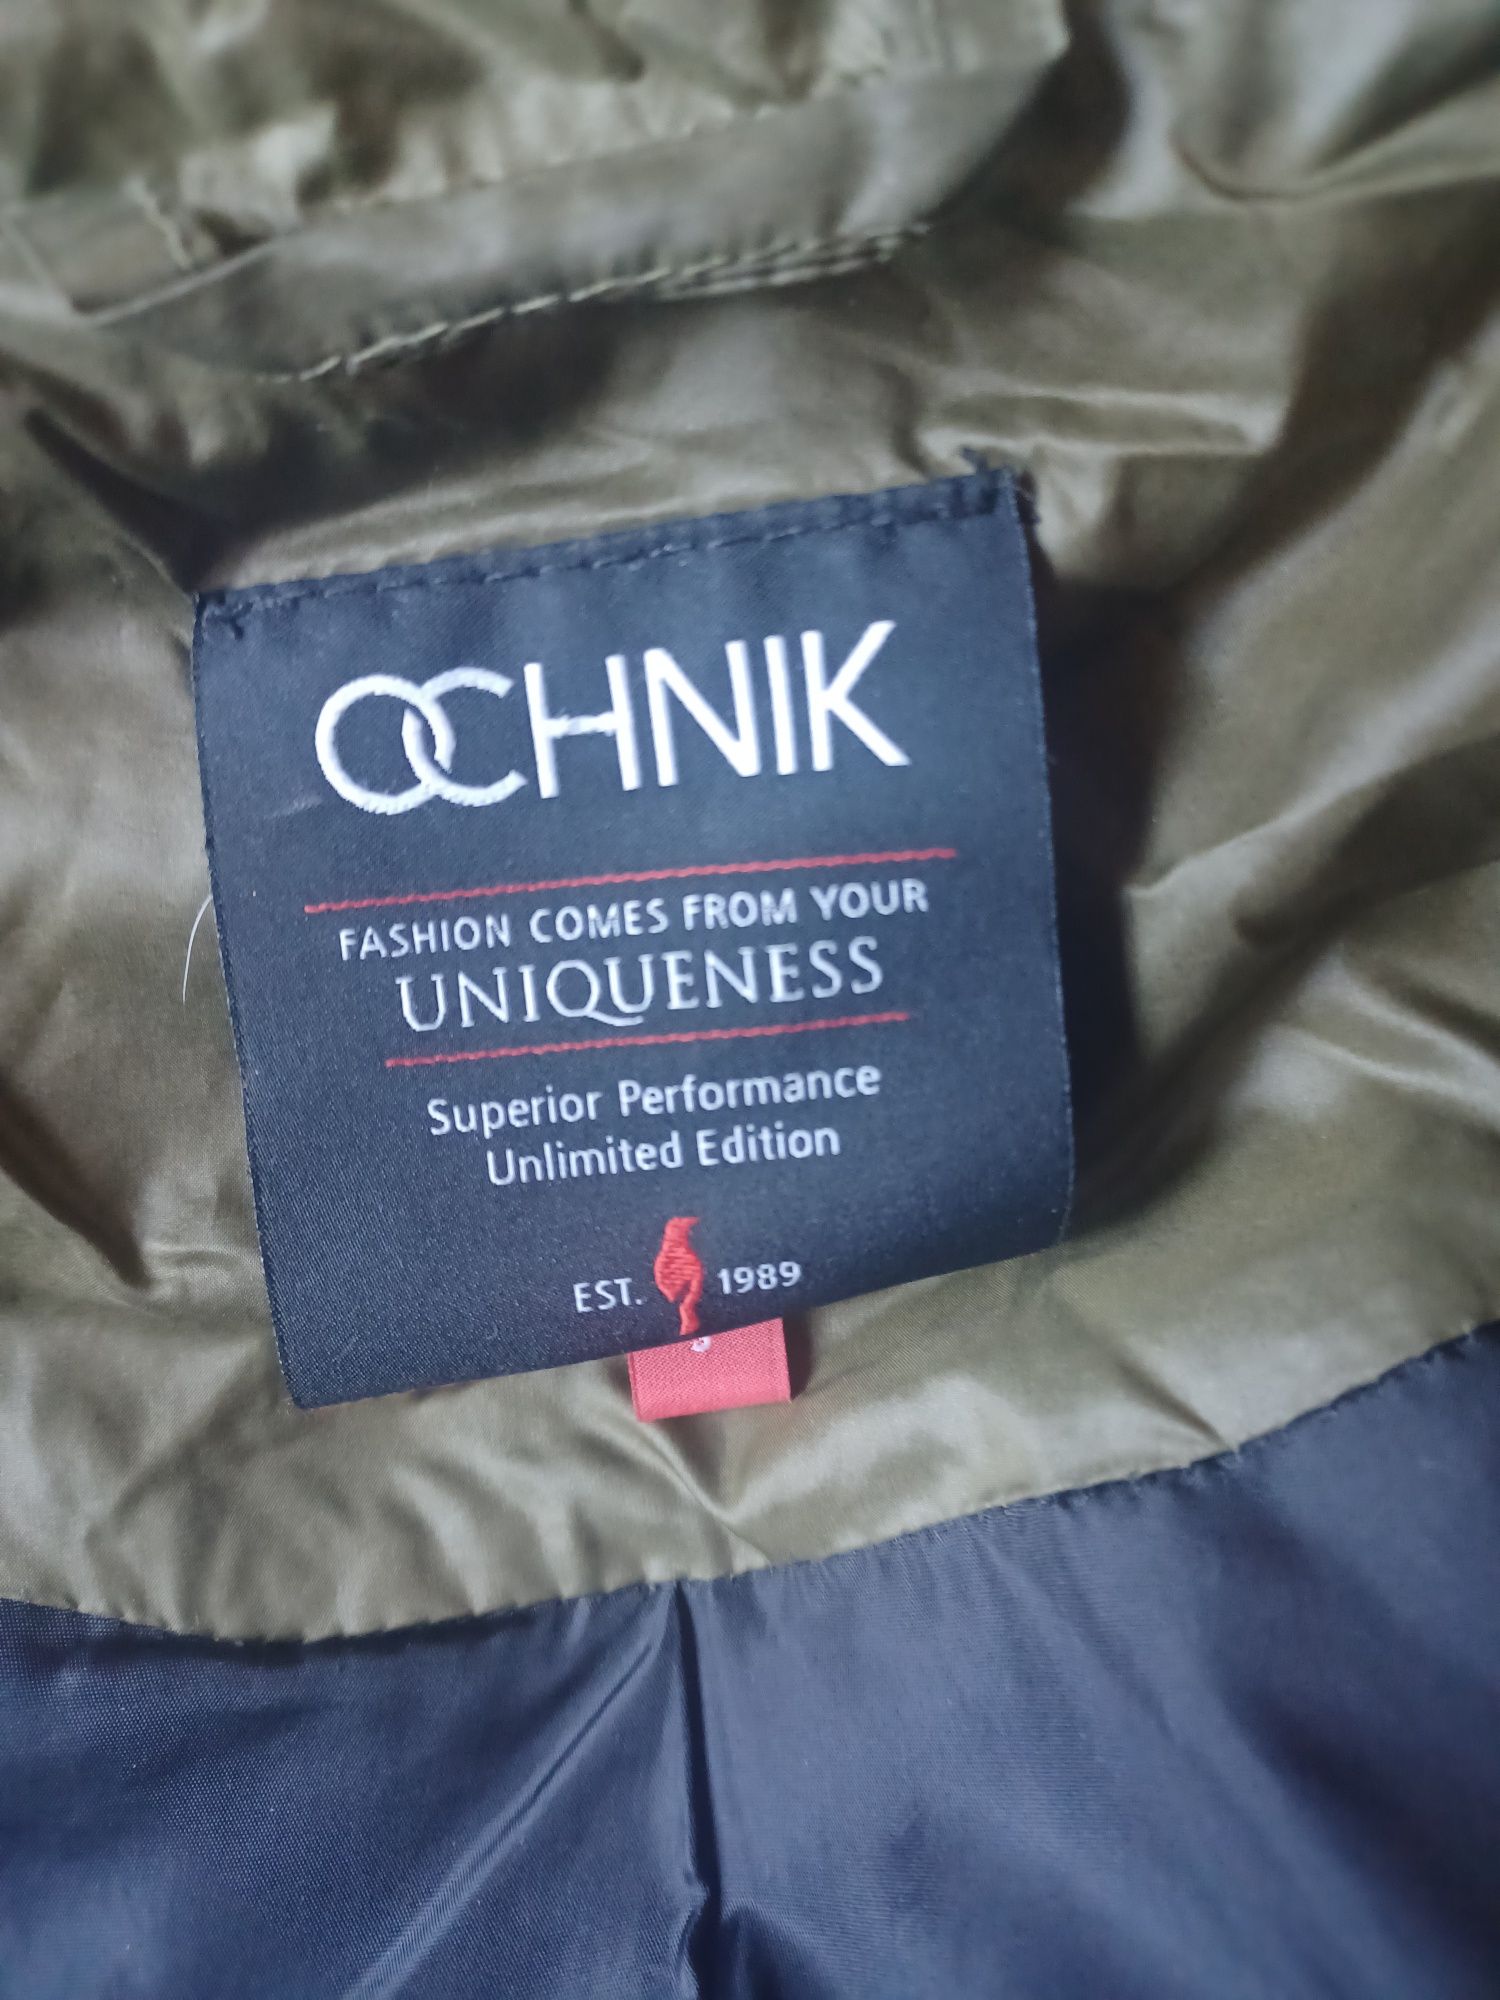 OCHNIK
FASHION COMES FROM YOUR
UNIQUENESS
Superior Performance
Unlimited Edition
EST. 1989